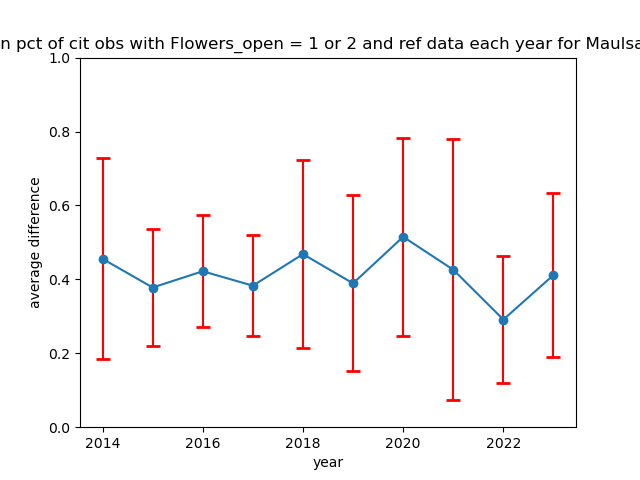 n pct of cit obs with Flowers_open = 1 or 2 and ref data each year for Maulsa
1.0
0.8
0.6
0.4
0.2
0.0
average difference
2014 2016 2018 2020 2022
year